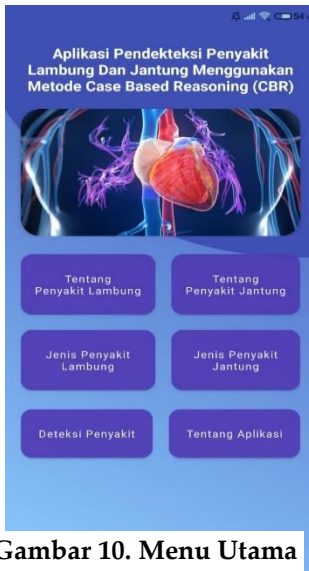 54
Aplikasi Pendekteksi Penyakit
Lambung Dan Jantung Menggunakan
Metode Case Based Reasoning (CBR)
Tentang
Penyakit Lambung
Tentang
Penyakit Jantung
Jenis Penyakit
Lambung
Jenis Penyakit
Jantung
Deteksi Penyakit
Tentang Aplikasi
Gambar 10. Menu Utama